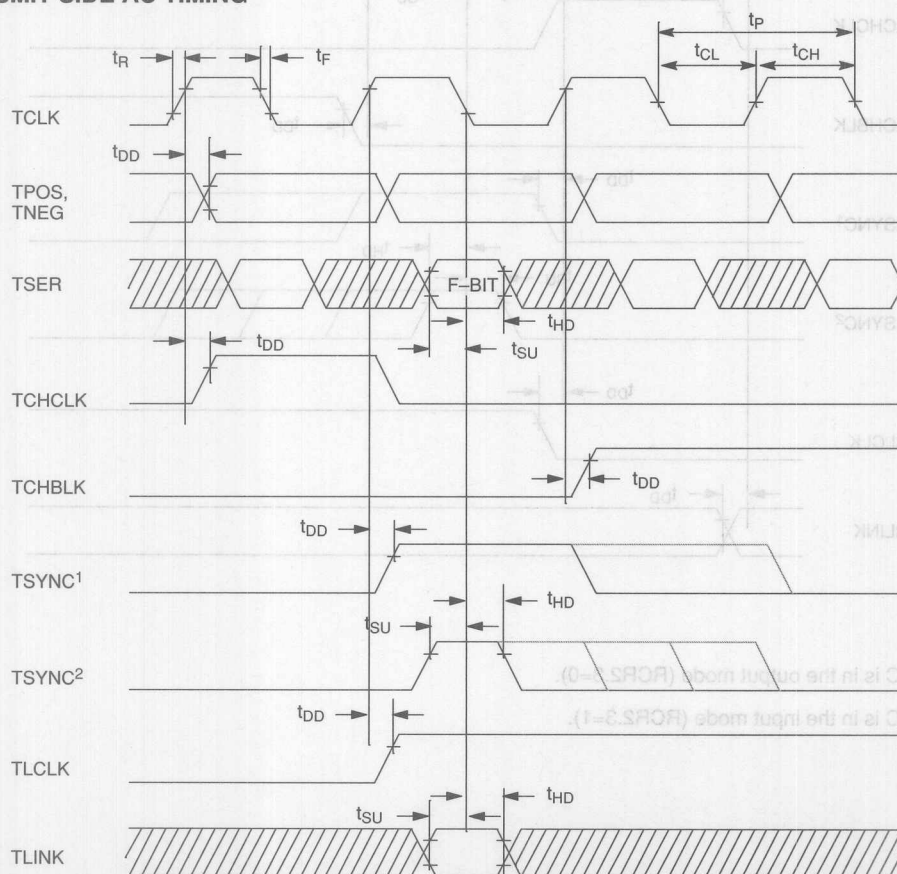 SMIT SIDE AC TIMING
tP
tR tF tCL tCH
TCLK
tDD
TPOS,
TNEG
TSER
F–BIT
tHD
tDD tSU
TCHCLK
TCHBLK
tDD
tDD
TSYNC1
tHD
tSU
TSYNC2
C is in the output mode (RCR2.3=0).
tDD
C is in the input mode (RCR2.3=1).
TLCLK
tHD
tSU
TLINK